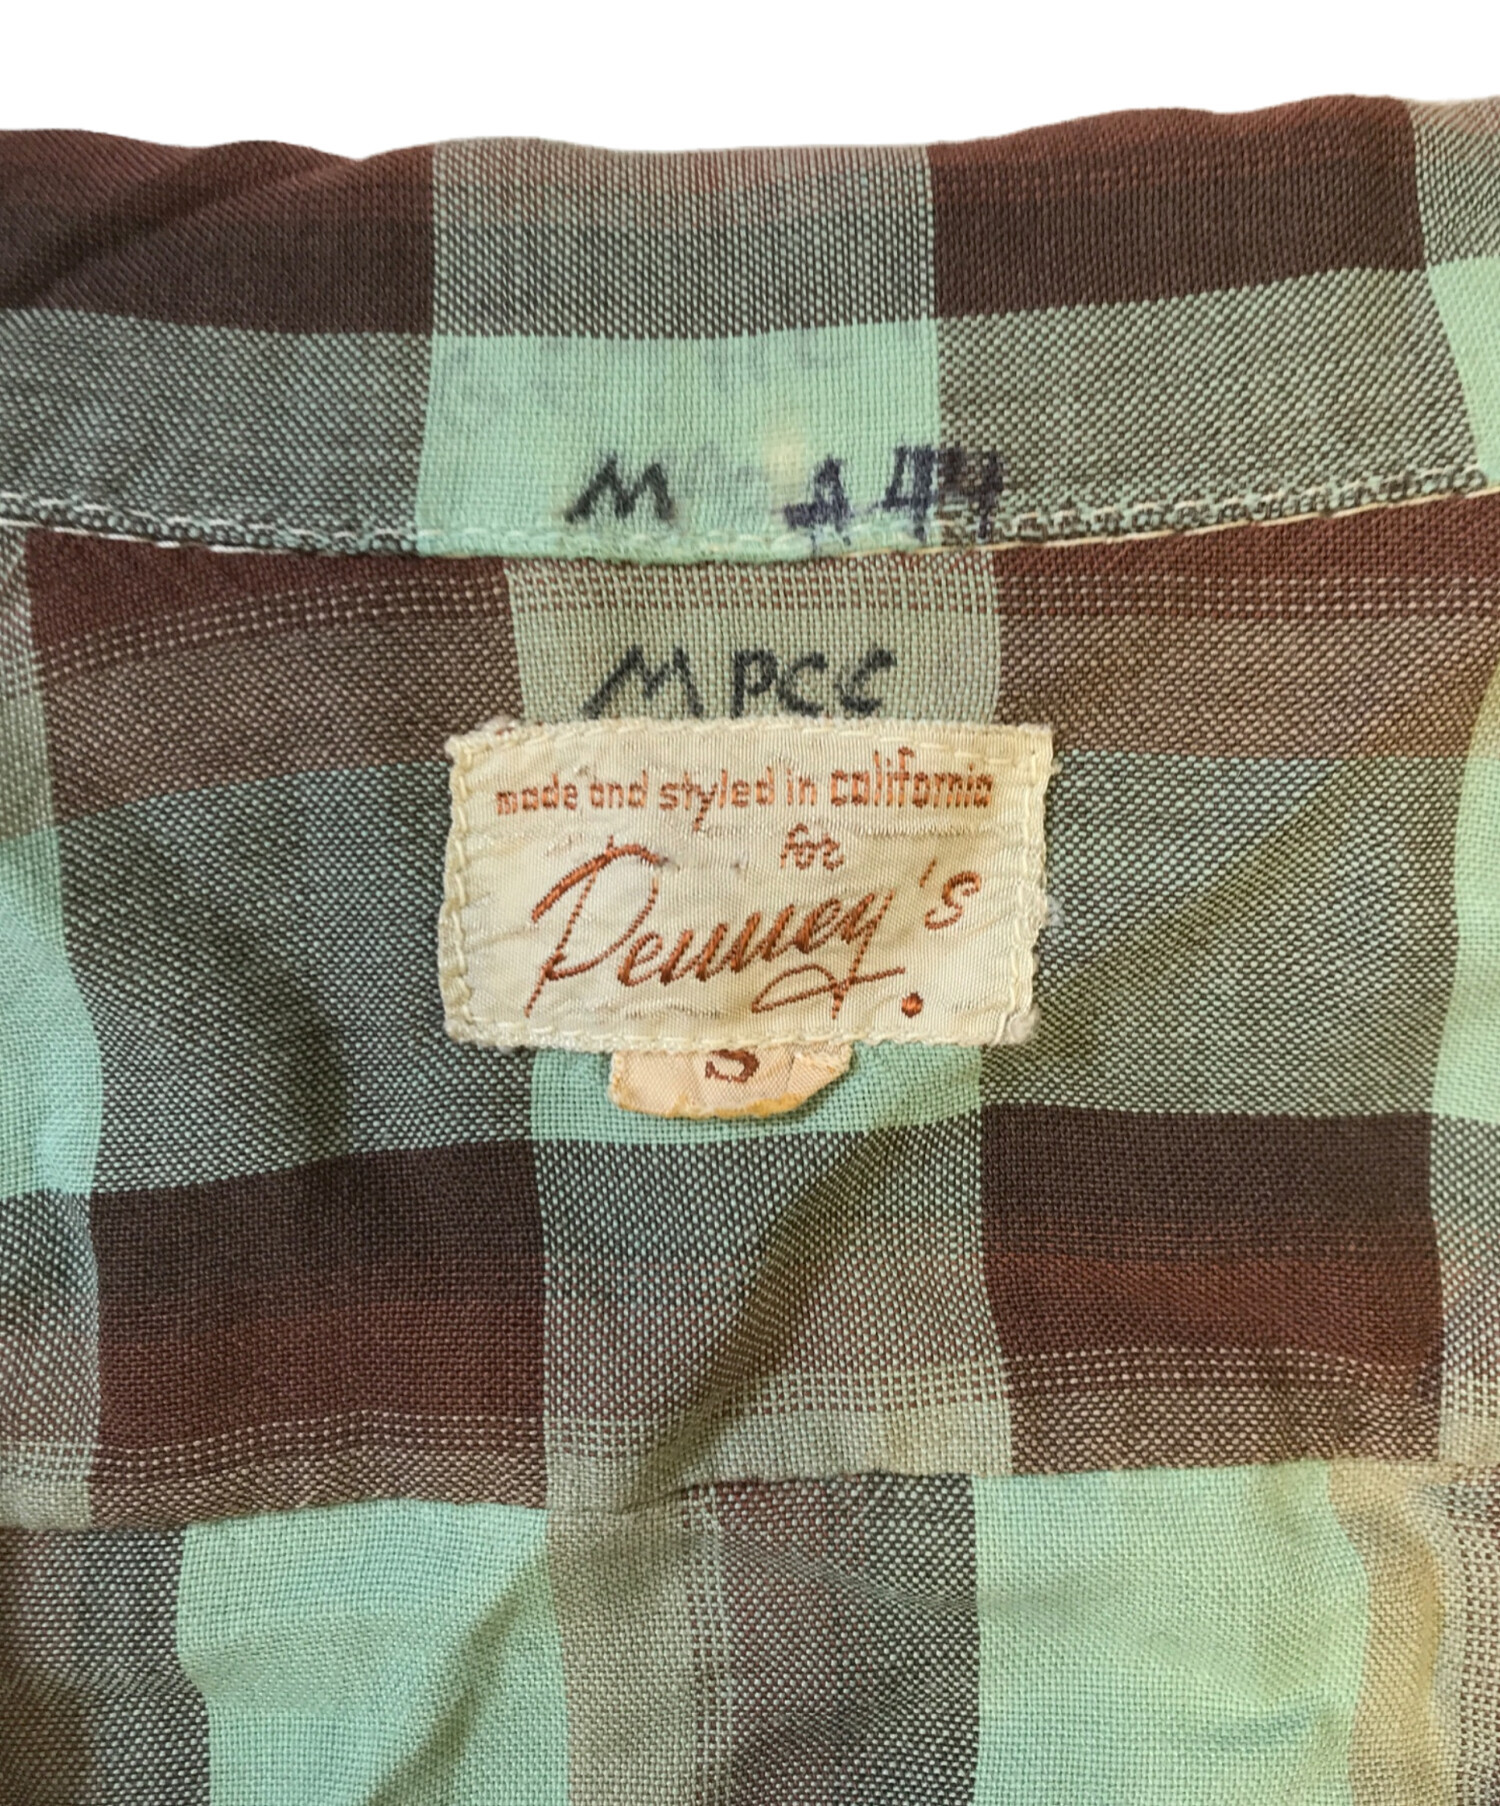 M A44
MPCC
made and styled in california
for
Penney's.
S